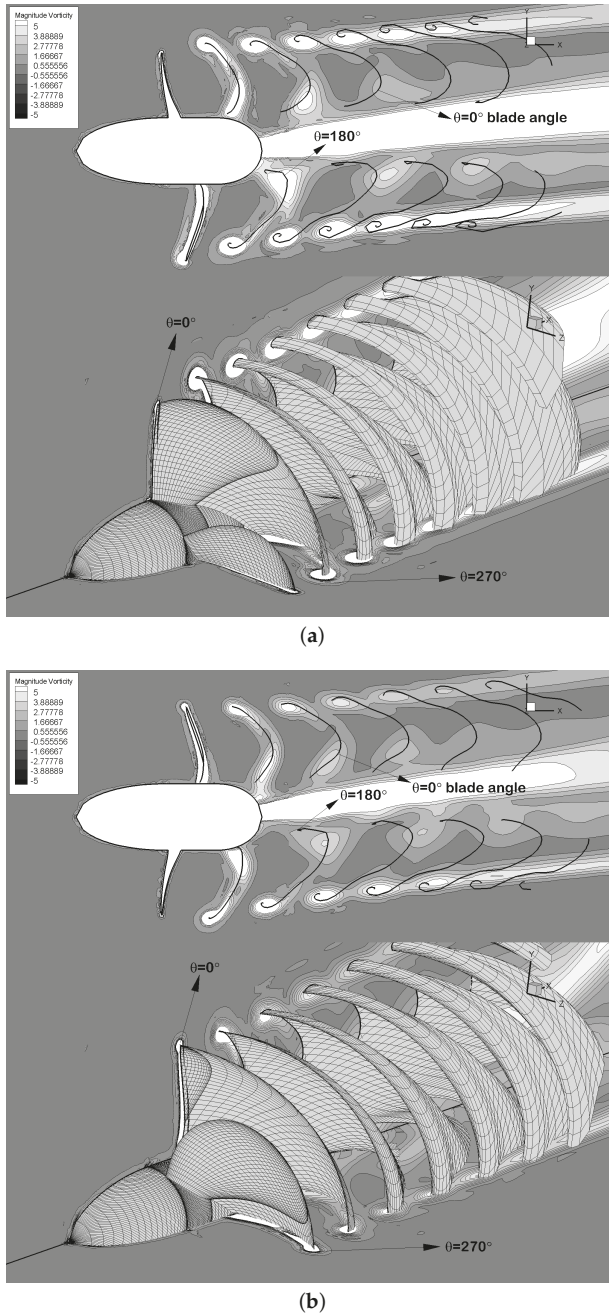 Magnitude Vorticity
5
3.88889
2.77778
1.66667
0.555556
-0.555556
-1.66667
-2.77778
-3.88889
-5
Y
X
θ=0° blade angle
θ=180°
Y
X
Z
θ=0°
θ=270°
(a)
Magnitude Vorticity
5
3.88889
2.77778
1.66667
0.555556
-0.555556
-1.66667
-2.77778
-3.88889
-5
Y
X
θ=0° blade angle
θ=180°
Y
X
Z
θ=0°
θ=270°
(b)